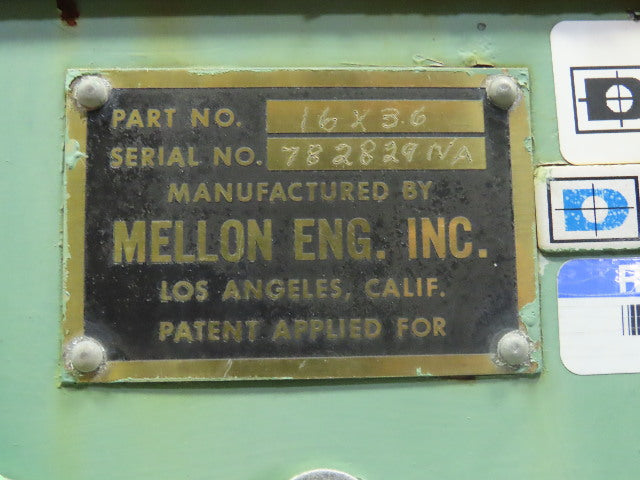 PART NO. 16 X 3.6
SERIAL NO. 782829 N/A
MANUFACTURED BY
MELLON ENG. INC.
LOS ANGELES, CALIF.
PATENT APPLIED FOR
D
D
R